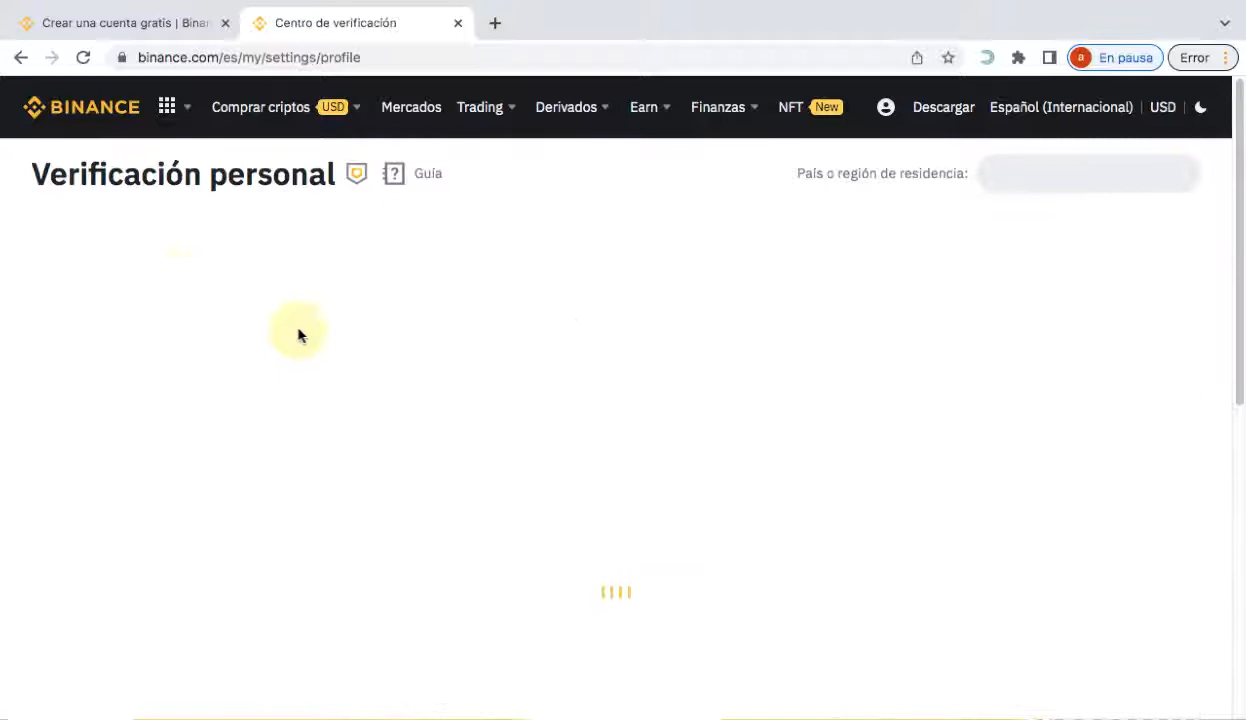 Crear una cuenta gratis | Binan
Centro de verificación
binance.com/es/my/settings/profile
a
En pausa
Error
BINANCE
Comprar criptos USD
Mercados
Trading
Derivados
Earn
Finanzas
NFT New
Descargar
Español (Internacional)
USD
Verificación personal
? Guía
País o región de residencia: